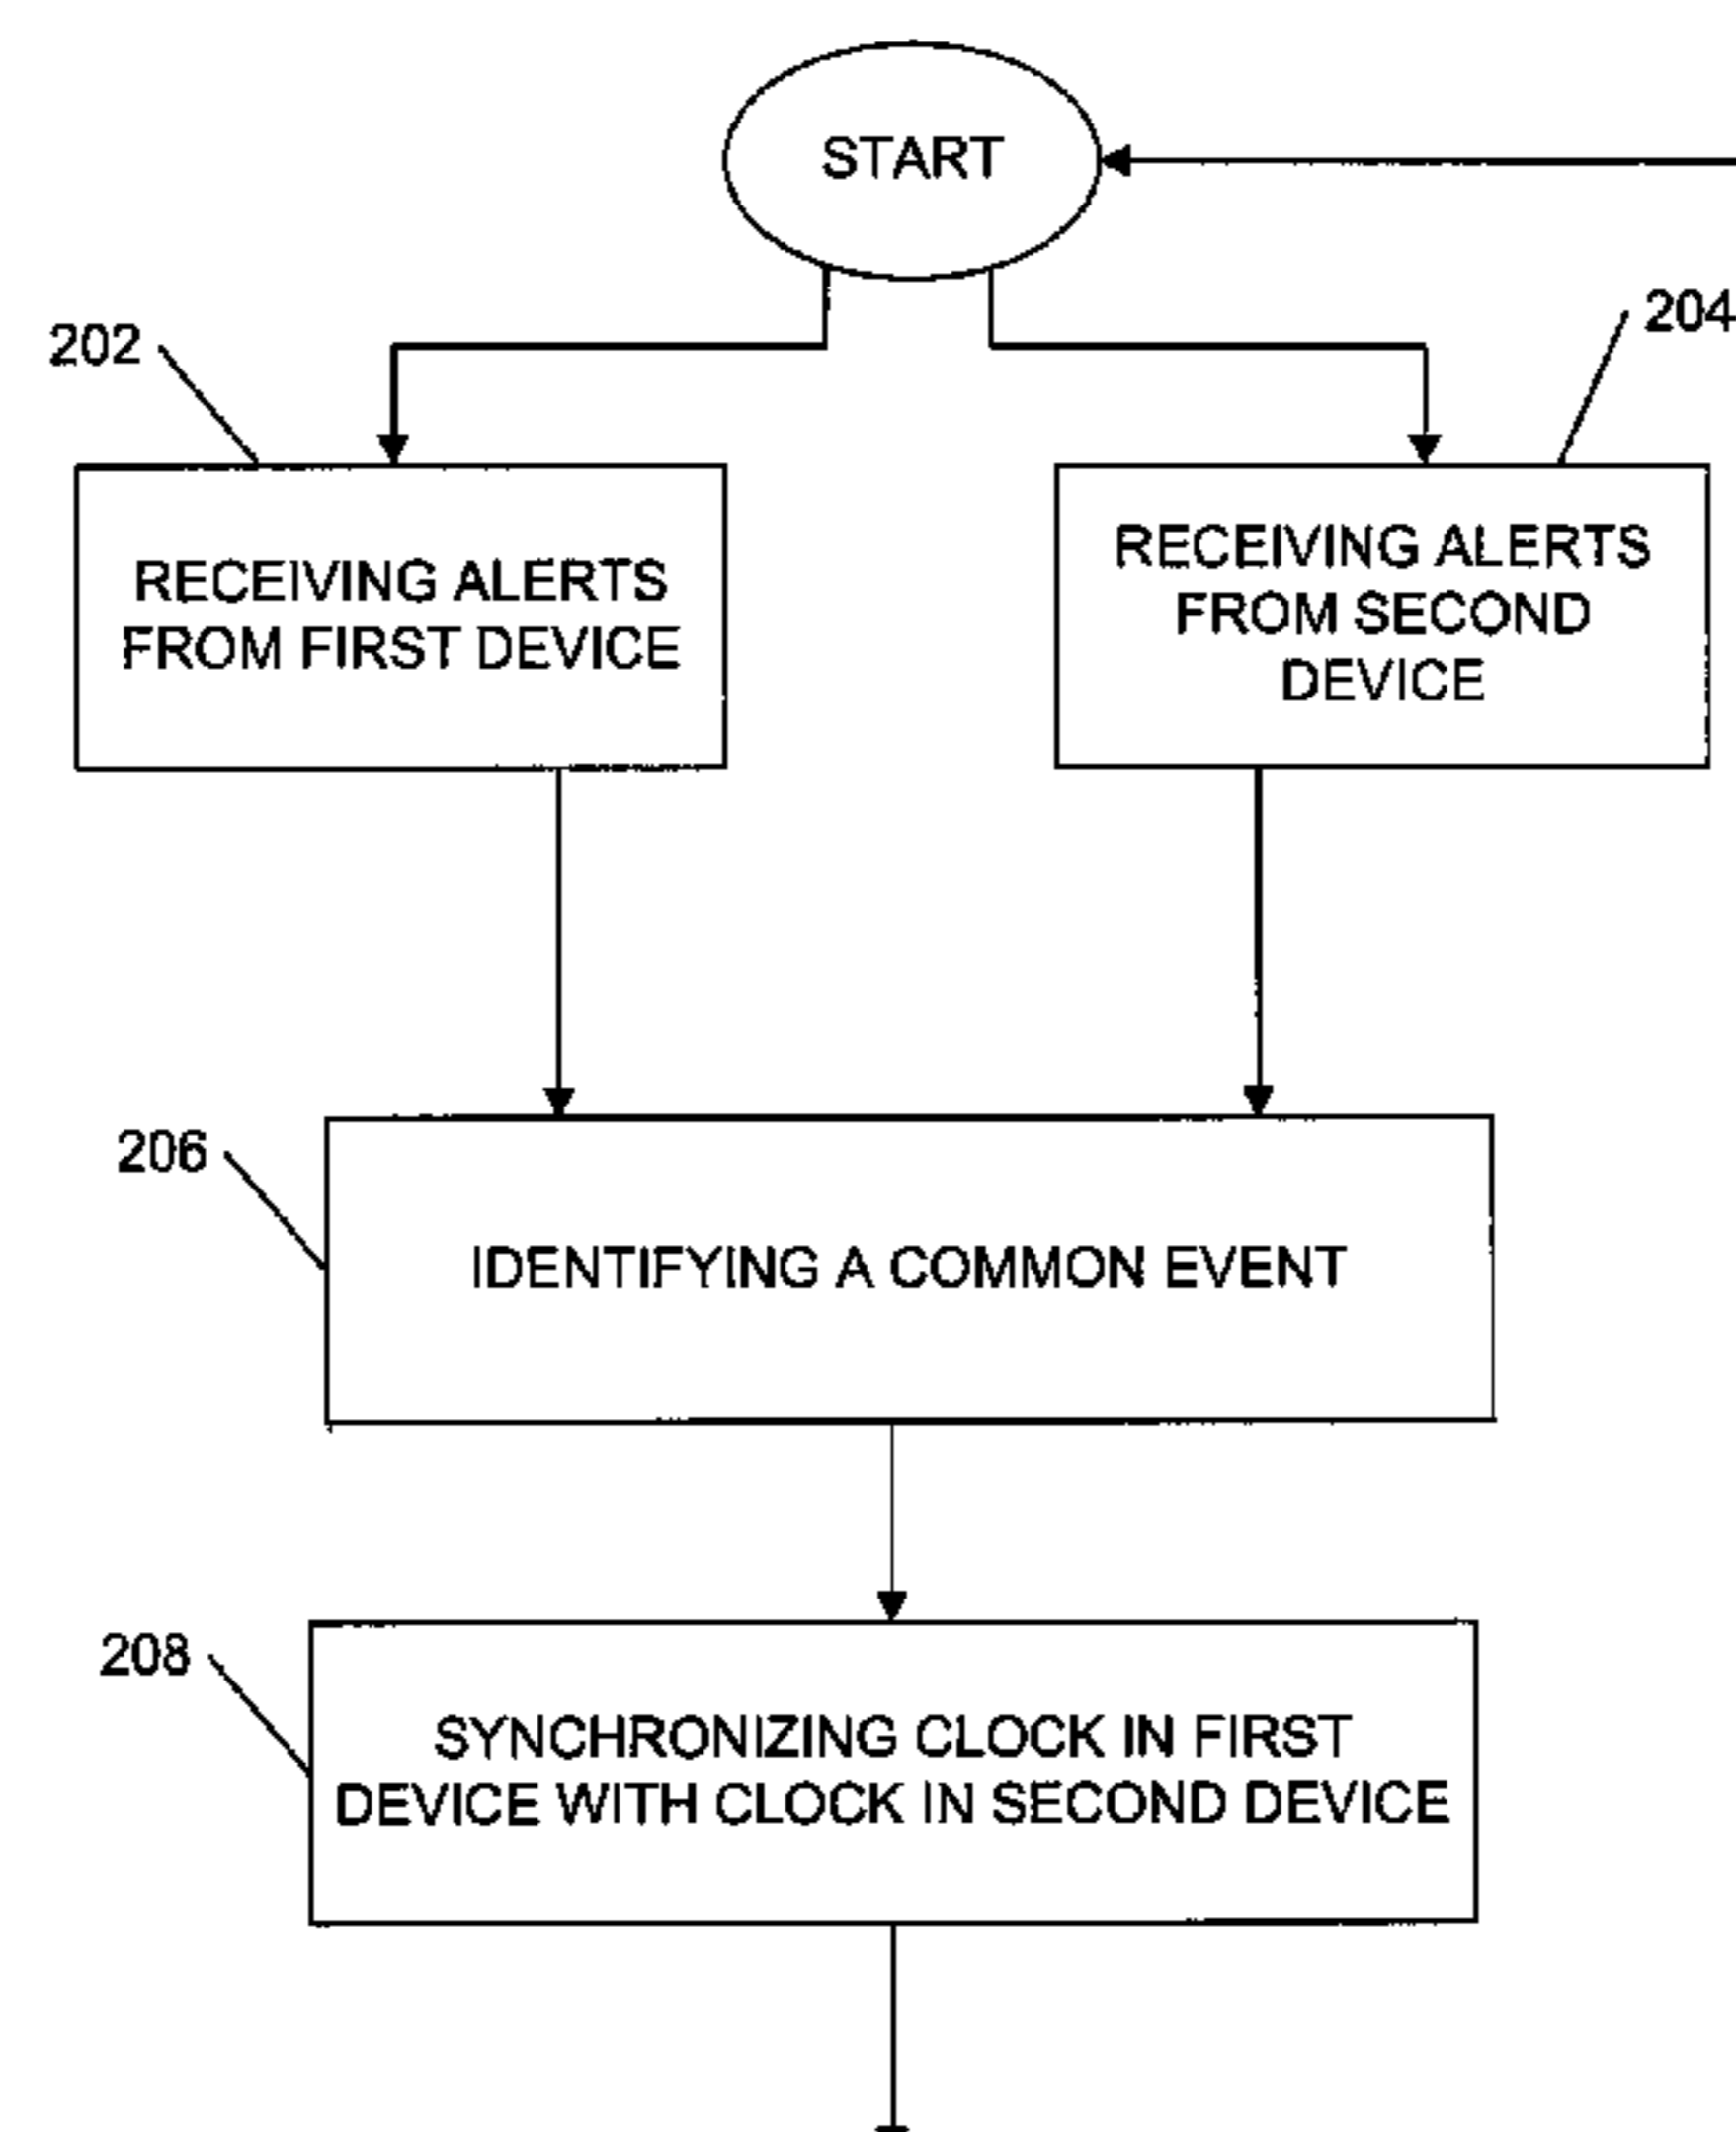 START
202
204
RECEIVING ALERTS
FROM FIRST DEVICE
RECEIVING ALERTS
FROM SECOND
DEVICE
206
IDENTIFYING A COMMON EVENT
208
SYNCHRONIZING CLOCK IN FIRST
DEVICE WITH CLOCK IN SECOND DEVICE